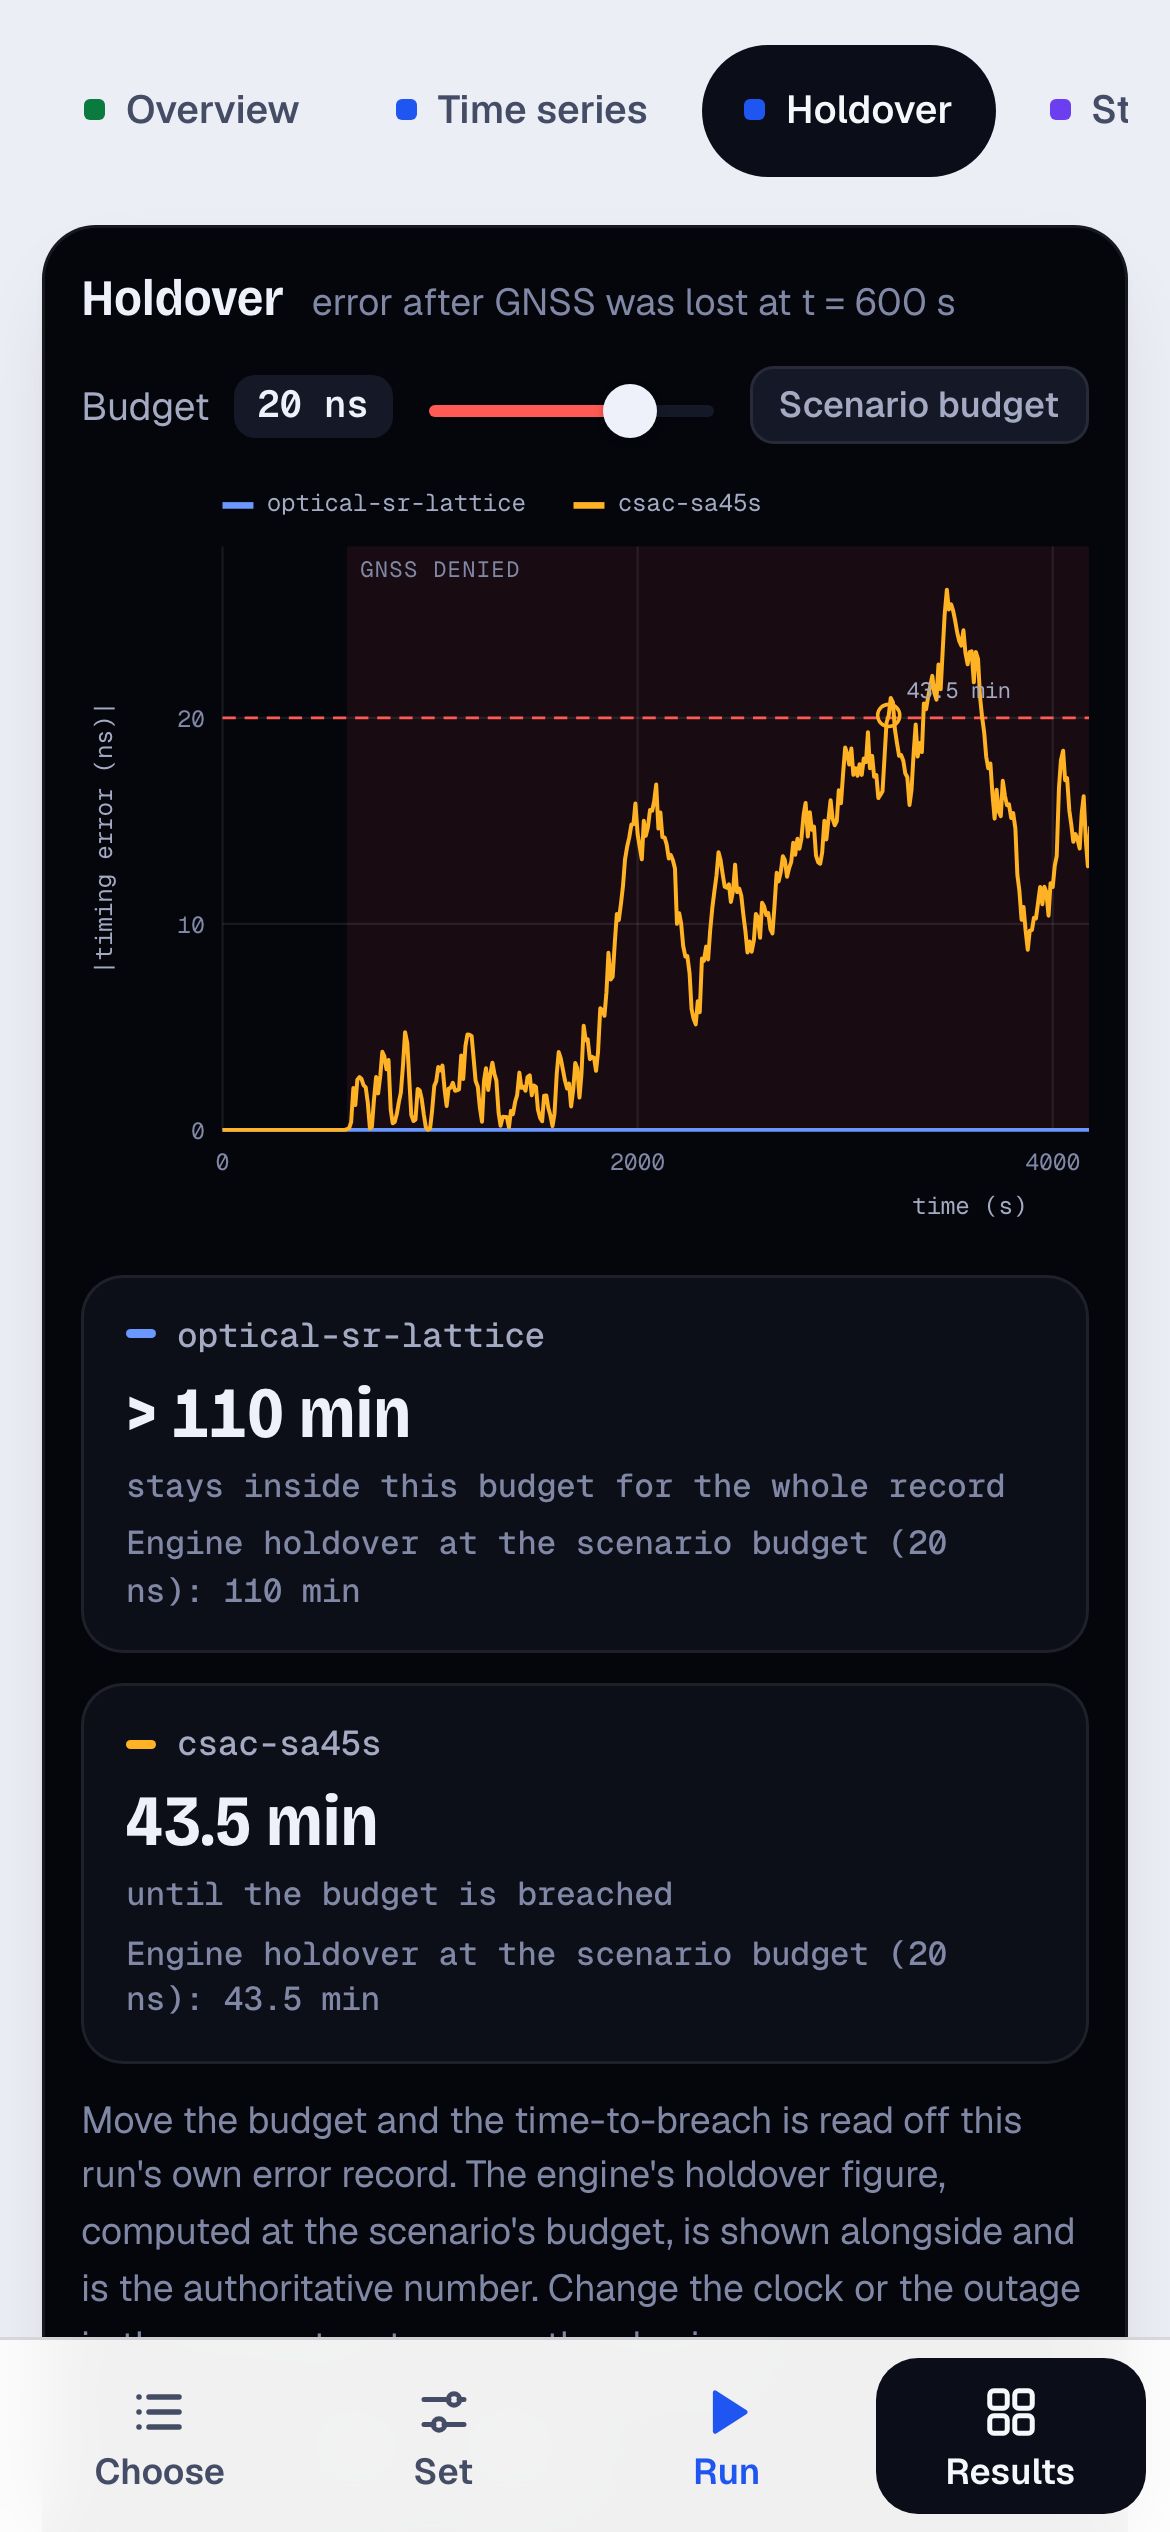 Overview
Time series
Holdover
St
Holdover error after GNSS was lost at t = 600 s
Budget 20 ns Scenario budget
optical-sr-lattice csac-sa45s
GNSS DENIED
43.5 min
|timing error (ns)|
20
10
0
0 2000 4000
time (s)
optical-sr-lattice
> 110 min
stays inside this budget for the whole record
Engine holdover at the scenario budget (20
ns): 110 min
csac-sa45s
43.5 min
until the budget is breached
Engine holdover at the scenario budget (20
ns): 43.5 min
Move the budget and the time-to-breach is read off this
run's own error record. The engine's holdover figure,
computed at the scenario's budget, is shown alongside and
is the authoritative number. Change the clock or the outage
Choose
Set
Run
Results